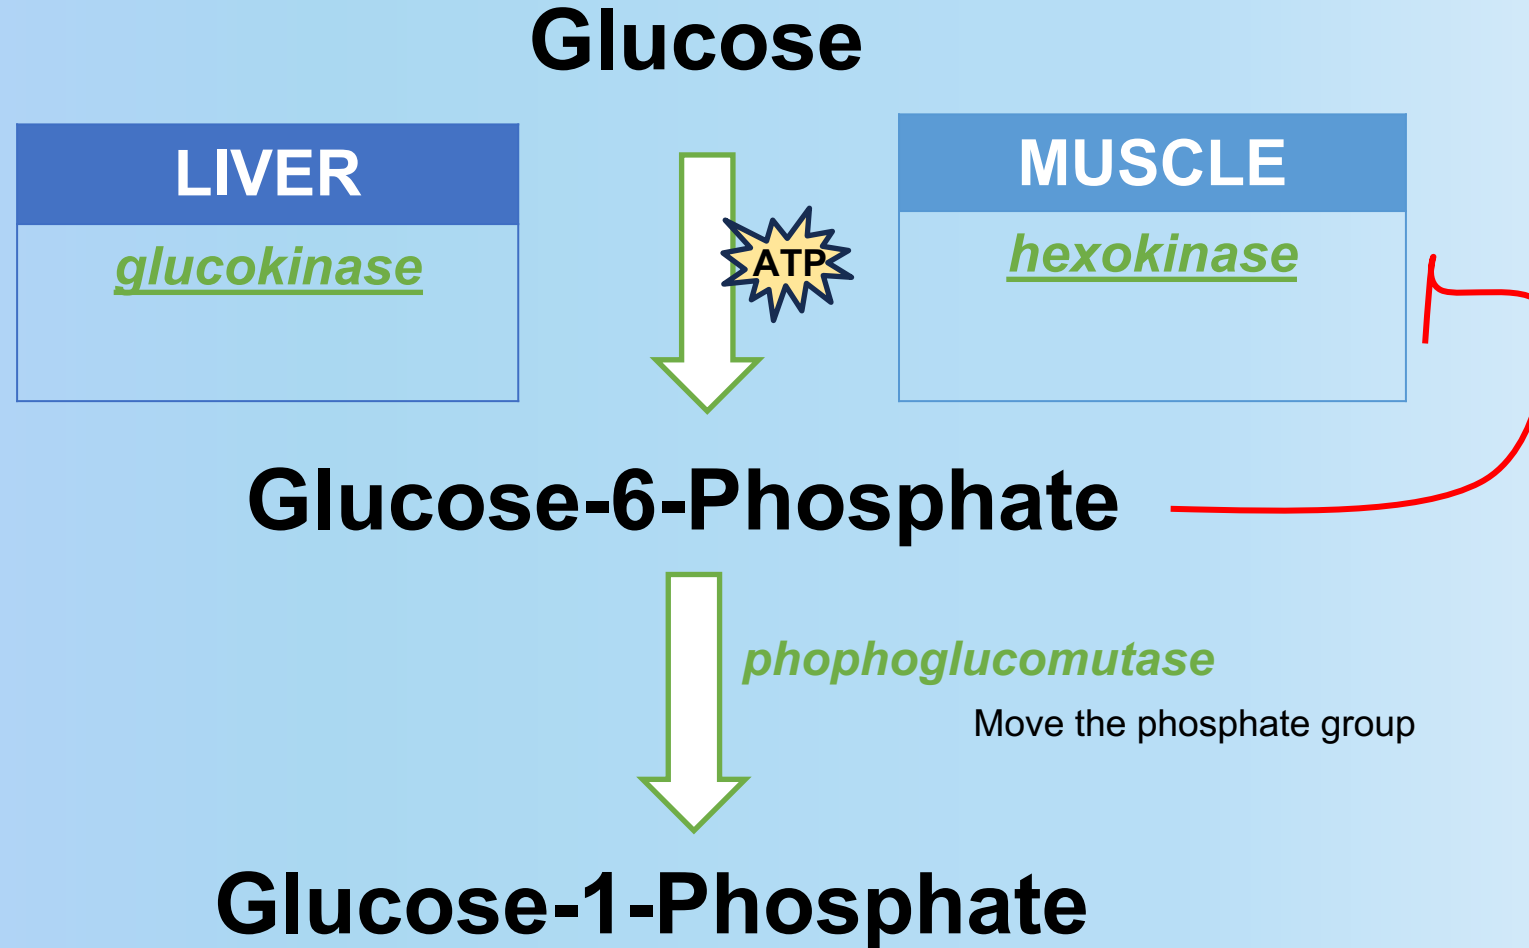 Glucose
LIVER
glucokinase
ATP
MUSCLE
hexokinase
Glucose-6-Phosphate
phophoglucomutase
Move the phosphate group
Glucose-1-Phosphate